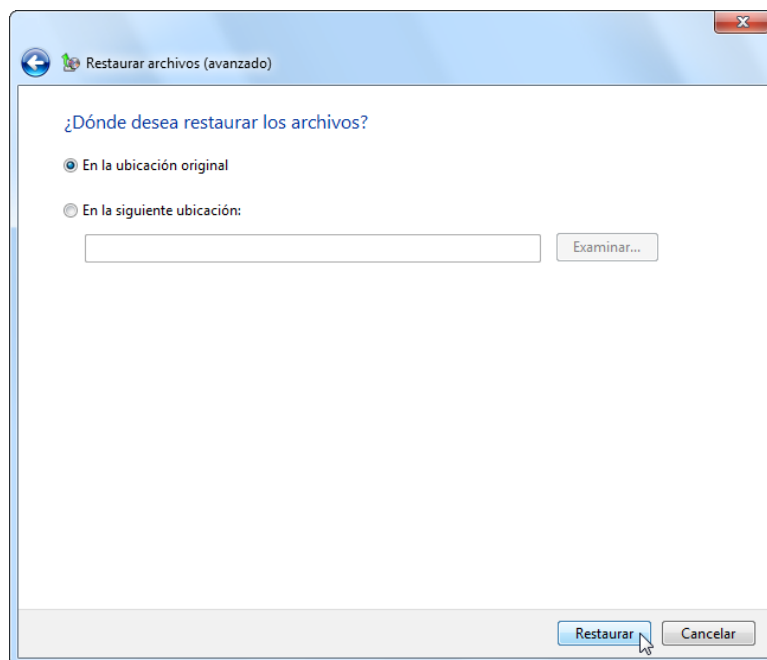 Restaurar archivos (avanzado)
¿Dónde desea restaurar los archivos?
En la ubicación original
En la siguiente ubicación:
Examinar...
Restaurar Cancelar